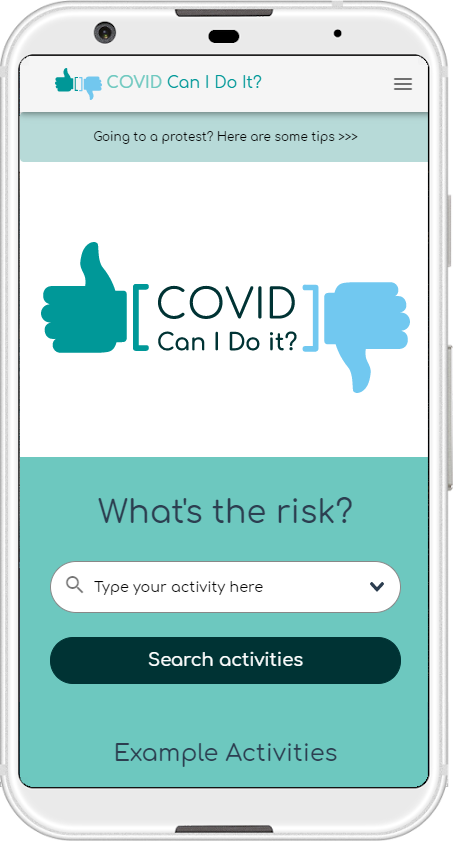 COVID Can I Do It?
Going to a protest? Here are some tips >>>
COVID
Can I Do it?
What's the risk?
Type your activity here
Search activities
Example Activities